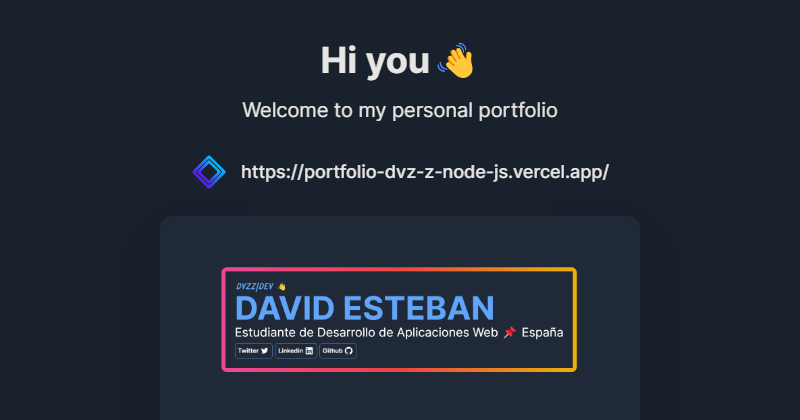 Hi you 👋
Welcome to my personal portfolio
https://portfolio-dvz-z-node-js.vercel.app/
DVZZ|DEV 👋
DAVID ESTEBAN
Estudiante de Desarrollo de Aplicaciones Web 📌 España
Twitter Linkedin Github